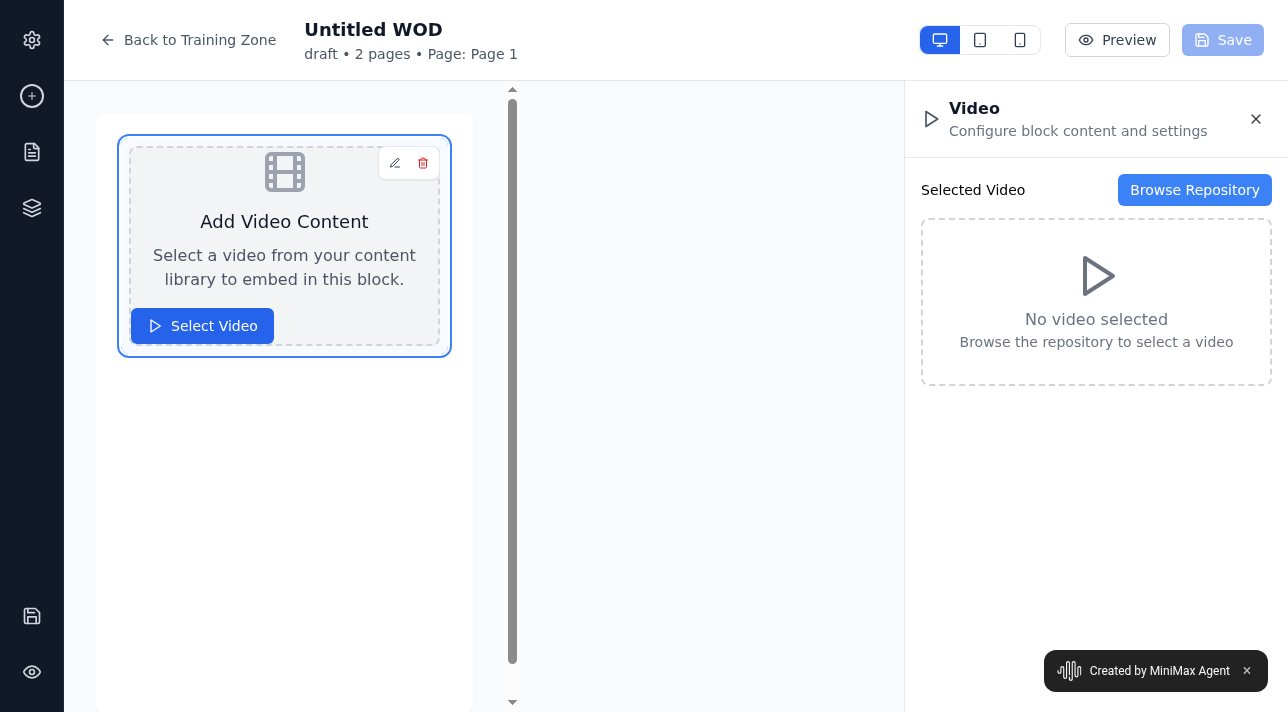 Back to Training Zone
Untitled WOD
draft • 2 pages • Page: Page 1
Preview
Save
Add Video Content
Select a video from your content
library to embed in this block.
Select Video
Video
Configure block content and settings
Selected Video
Browse Repository
No video selected
Browse the repository to select a video
Created by MiniMax Agent